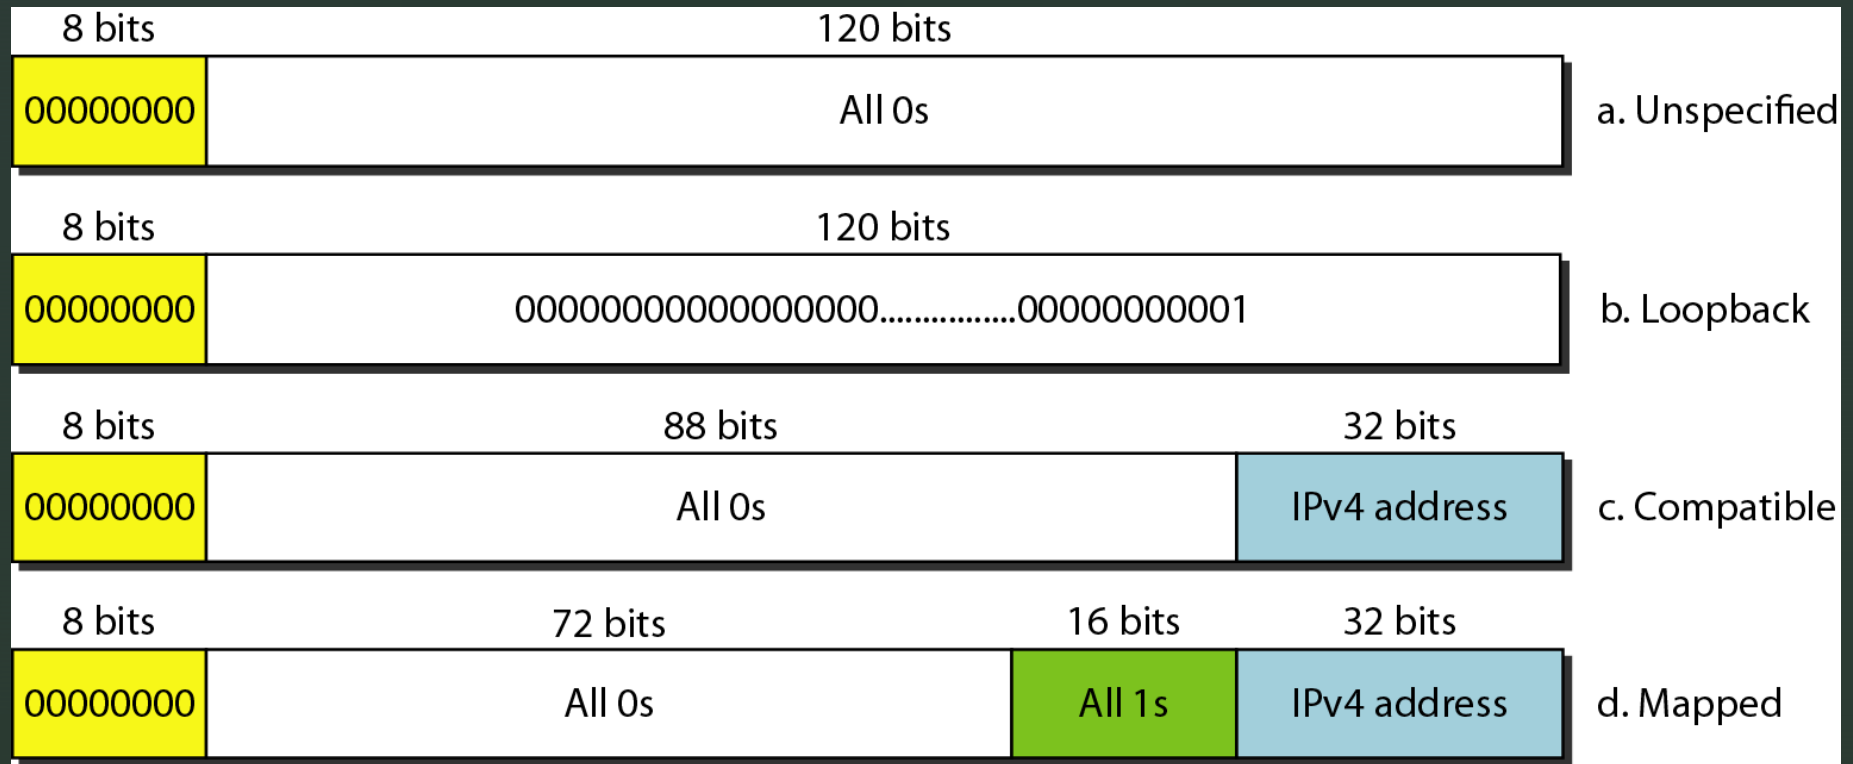 8 bits 120 bits
00000000 All 0s a. Unspecified
8 bits 120 bits
00000000 00000000000000000................00000000001 b. Loopback
8 bits 88 bits 32 bits
00000000 All 0s IPv4 address c. Compatible
8 bits 72 bits 16 bits 32 bits
00000000 All 0s All 1s IPv4 address d. Mapped